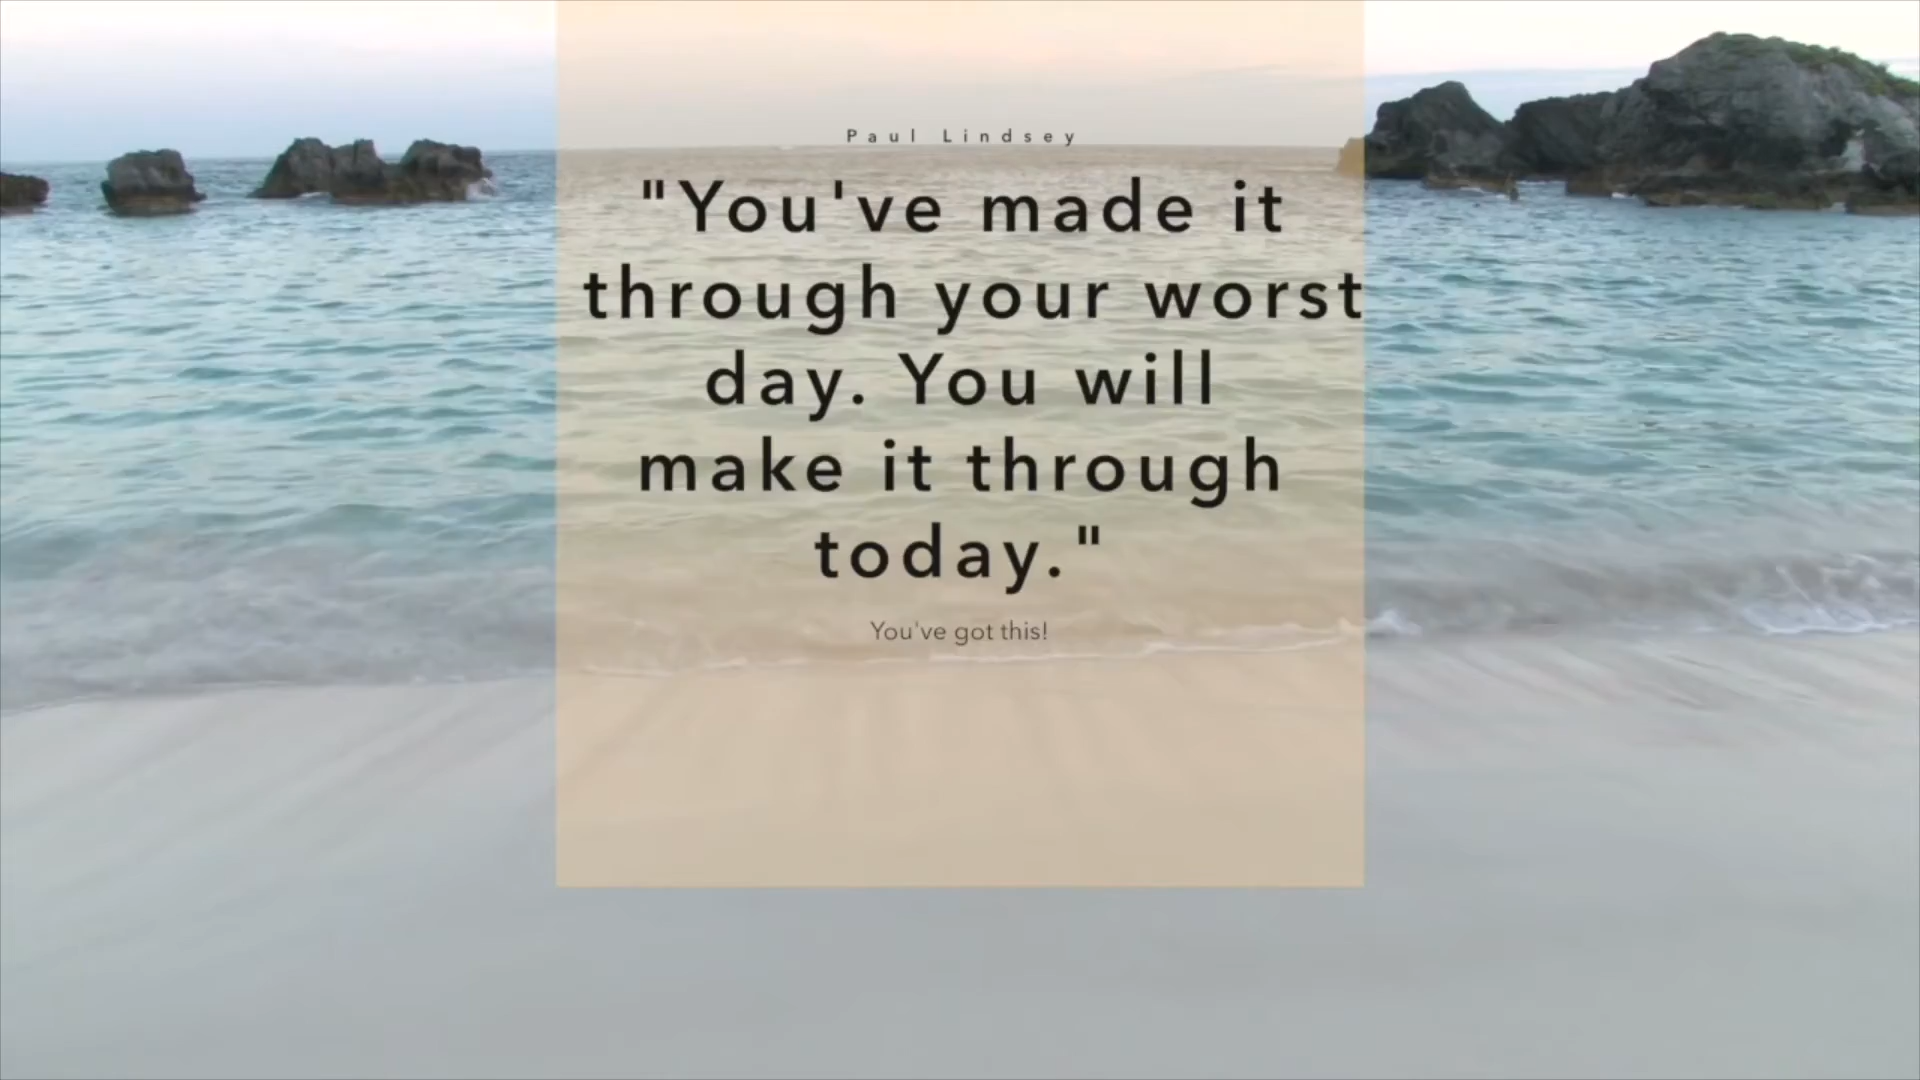 Paul Lindsey
"You've made it
through your worst
day. You will
make it through
today."
You've got this!